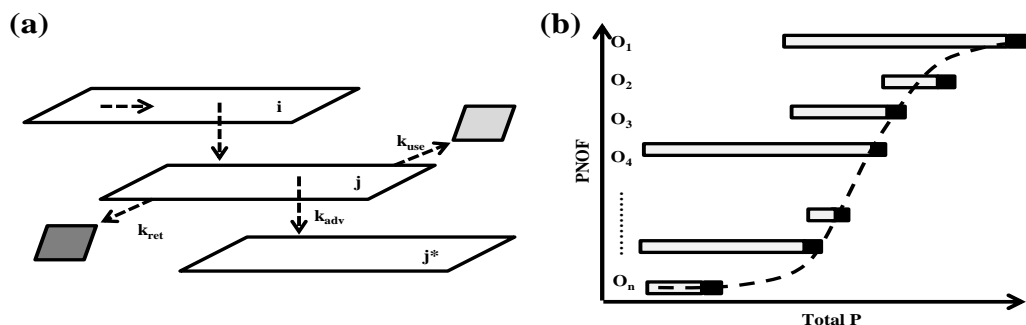 (a)
i
k_use
j
k_ret
k_adv
j*
(b)
PNOF
O_1
O_2
O_3
O_4
O_n
Total P